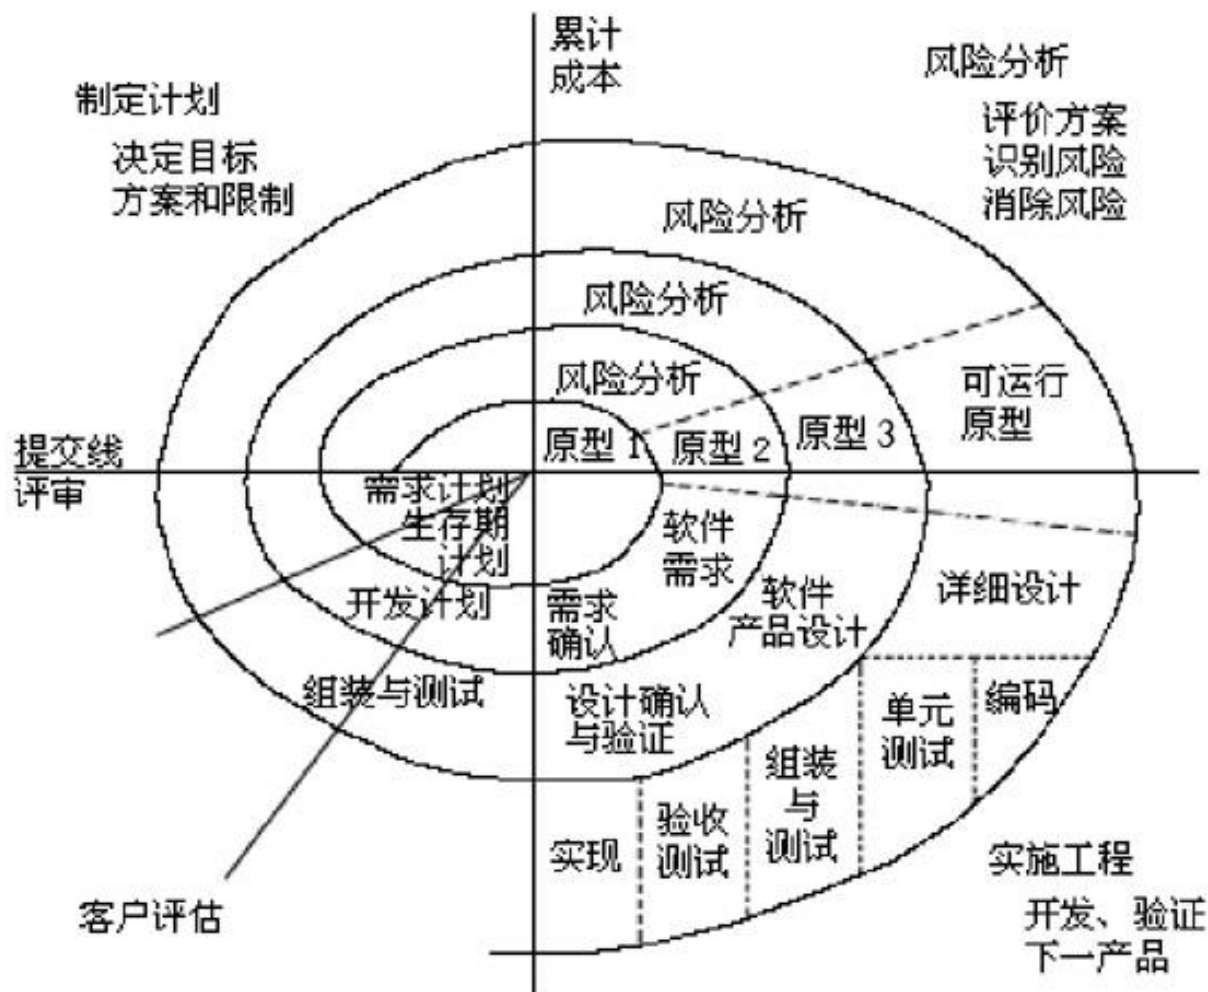 累计
成本
风险分析
制定计划
评价方案
识别风险
消除风险
决定目标
方案和限制
风险分析
风险分析
风险分析
可运行
原型
原型 1
原型 2
原型 3
提交线
评审
需求计划
生存期
计划
软件
需求
开发计划
需求
确认
软件
产品设计
详细设计
组装与测试
设计确认
与验证
单元
测试
编码
组装
与
测试
验收
测试
实现
实施工程
开发、验证
下一产品
客户评估